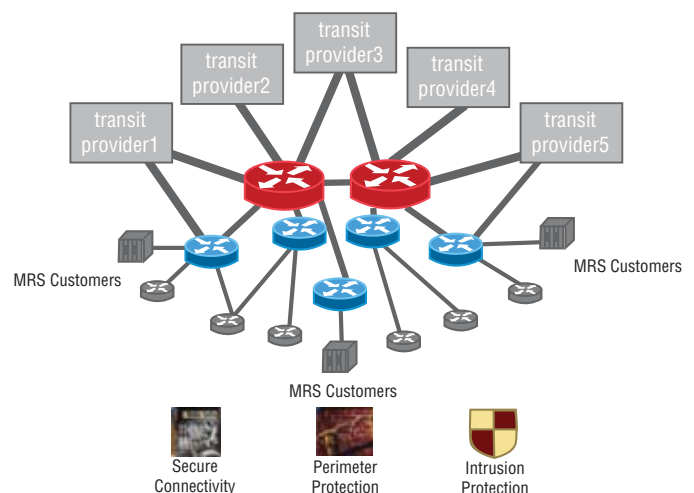 transit
provider3
transit
provider2
transit
provider4
transit
provider1
transit
provider5
MRS Customers
MRS Customers
MRS Customers
Secure
Connectivity
Perimeter
Protection
Intrusion
Protection